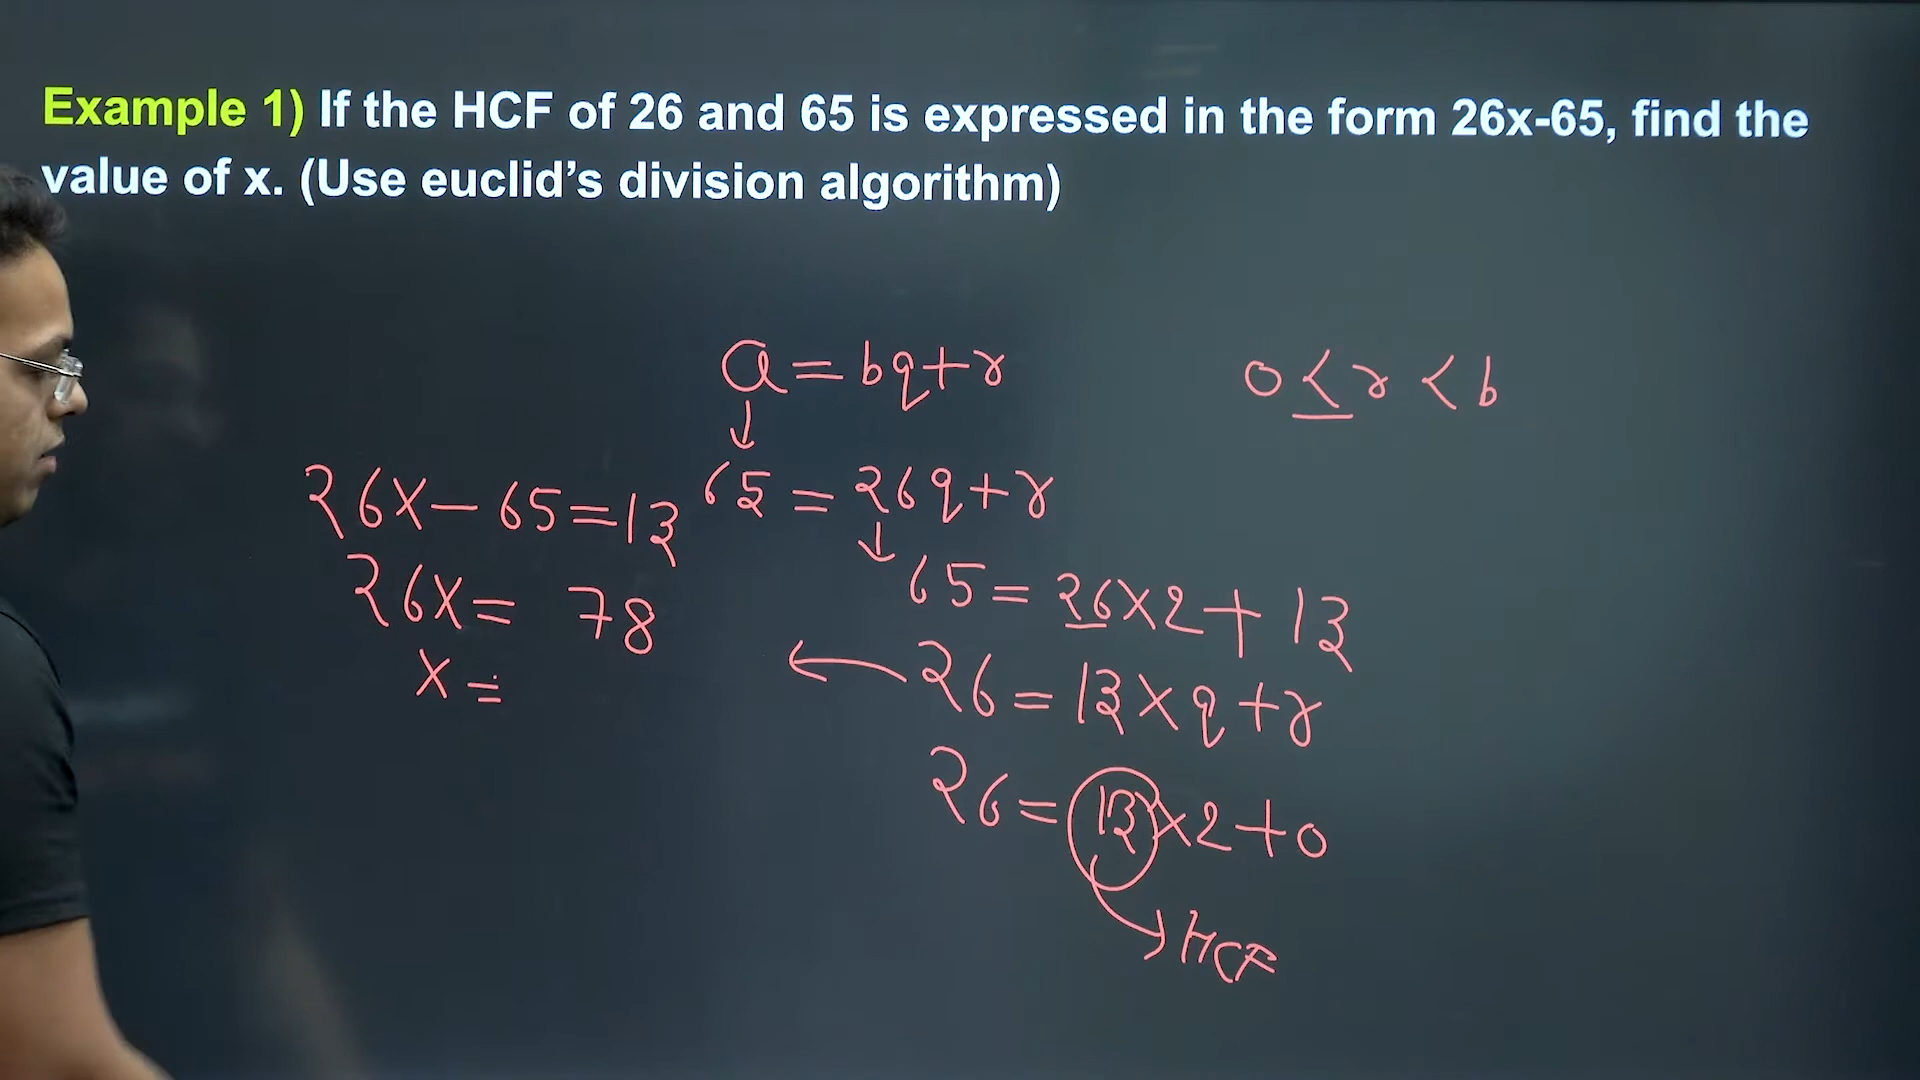 Example 1) If the HCF of 26 and 65 is expressed in the form 26x-65, find the
value of x. (Use euclid’s division algorithm)
a = bq + r
0 ≤ r < b
65 = 26q + r
26x - 65 = 13
65 = 26 x 2 + 13
26x = 78
26 = 13 x q + r
x =
26 = 13 x 2 + 0
HCF